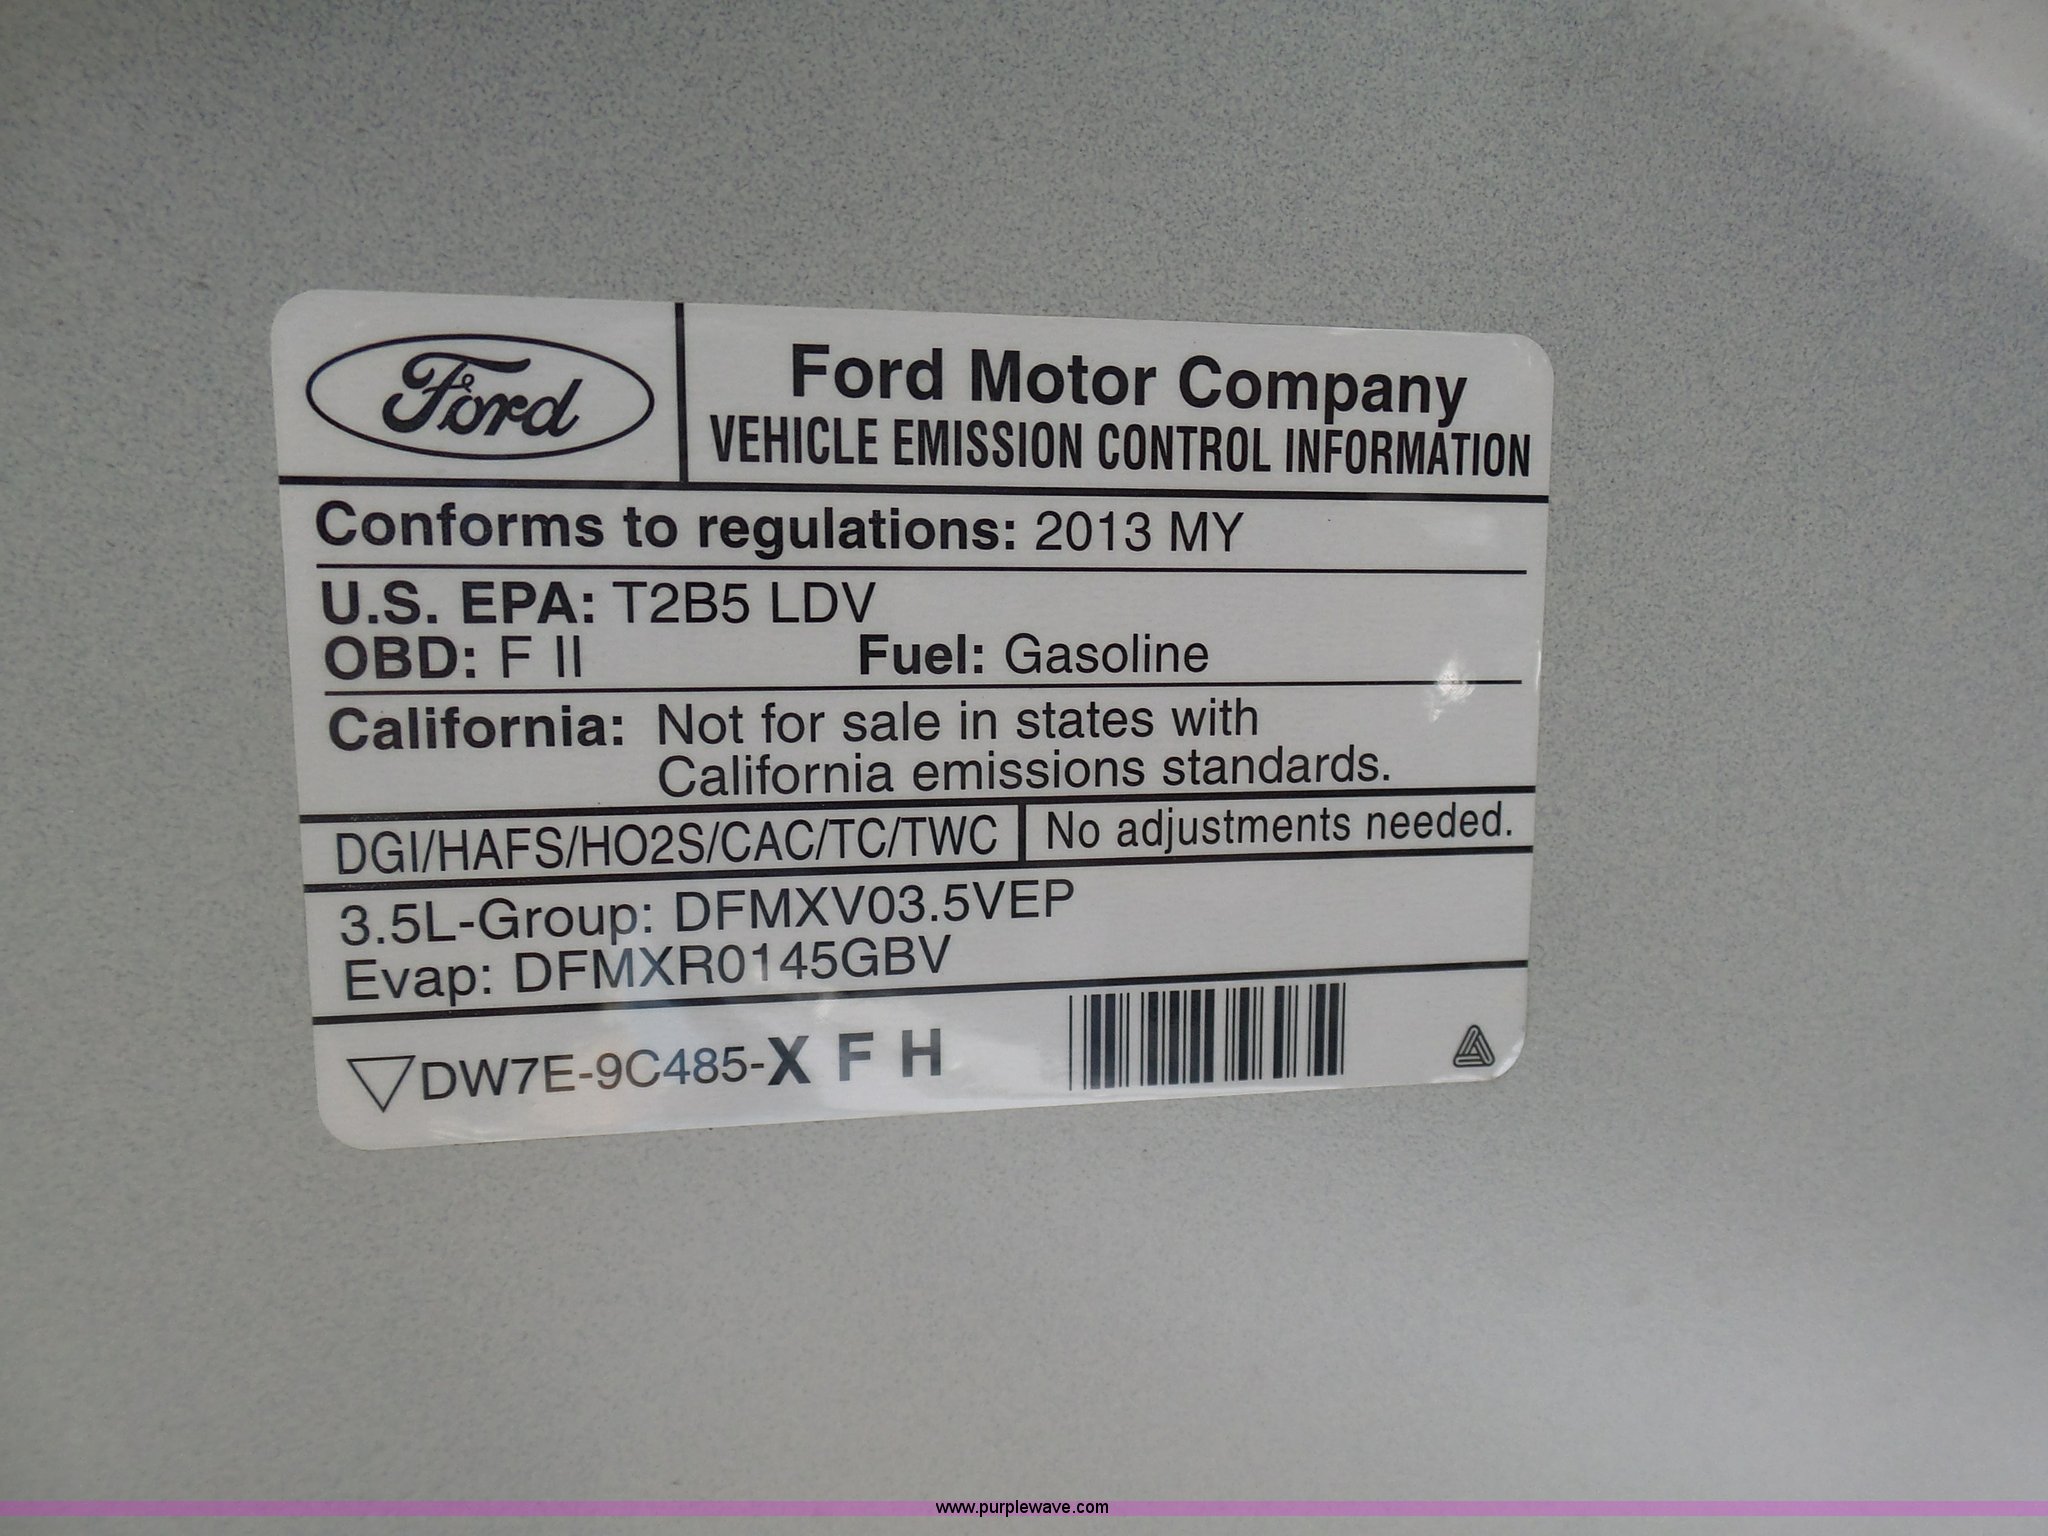 Ford
Ford Motor Company
VEHICLE EMISSION CONTROL INFORMATION
Conforms to regulations: 2013 MY
U.S. EPA: T2B5 LDV
OBD: F II Fuel: Gasoline
California: Not for sale in states with
California emissions standards.
DGI/HAFS/HO2S/CAC/TC/TWC No adjustments needed.
3.5L-Group: DFMXV03.5VEP
Evap: DFMXR0145GBV
DW7E-9C485-X F H
www.purplewave.com